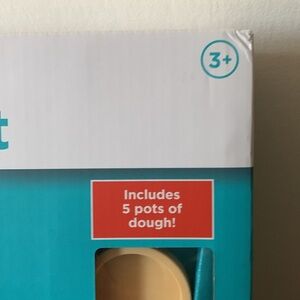 3+
t
Includes
5 pots of
dough!